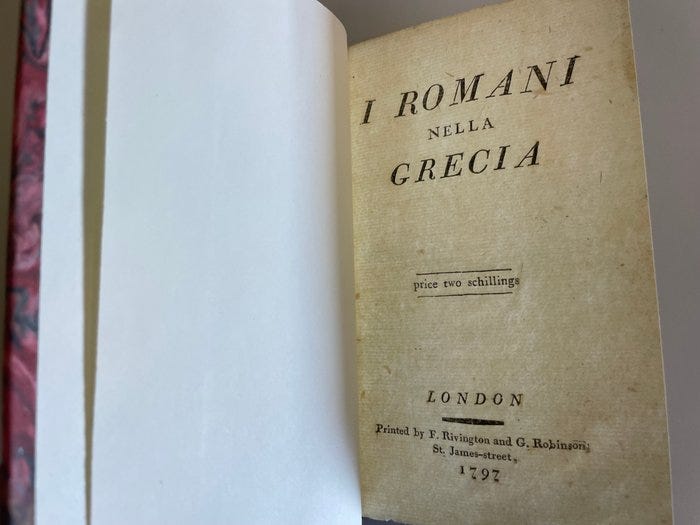 I ROMANI
NELLA
GRECIA
price two schillings
LONDON
Printed by F. Rivington and G. Robinson;
St. James-street,
1797